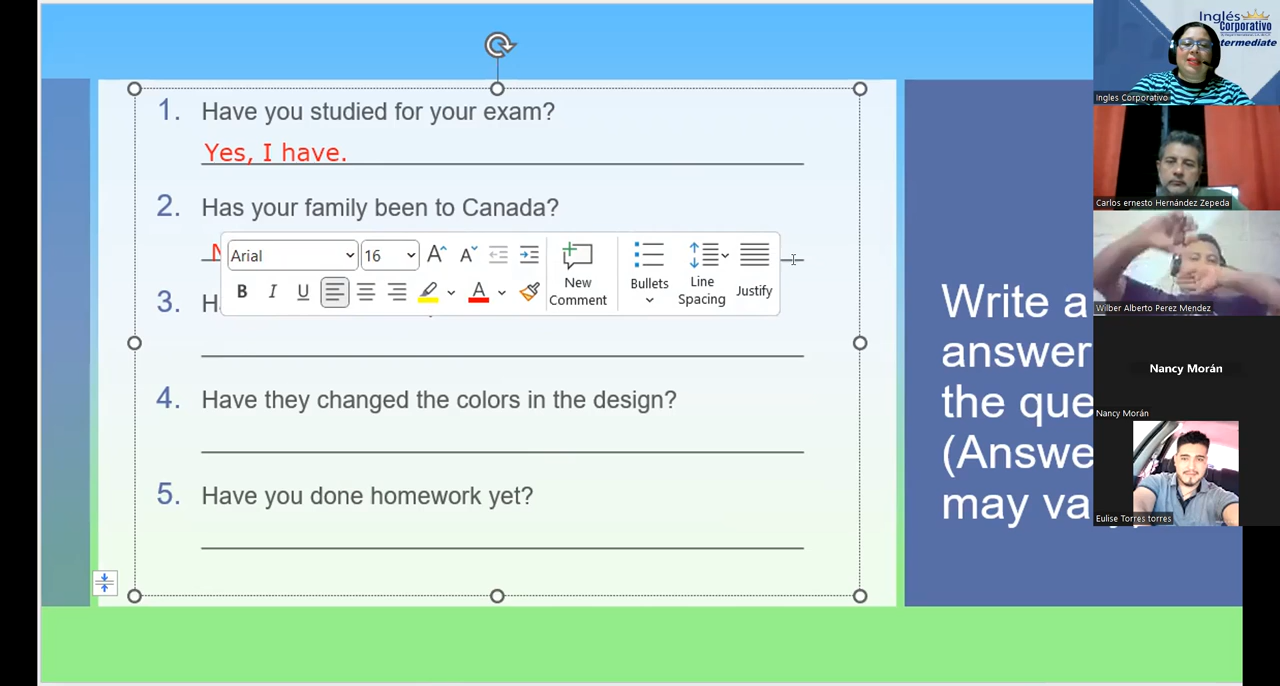 1. Have you studied for your exam?
Yes, I have.
2. Has your family been to Canada?
N
Arial
16
New
Comment
Bullets
Line
Spacing
Justify
B I U
3. H
4. Have they changed the colors in the design?
5. Have you done homework yet?
Write a
answer
the que
(Answe
may va
Inglés
Corporativo
termediate
Ingles Corporativo
Carlos ernesto Hernández Zepeda
Wilber Alberto Perez Mendez
Nancy Morán
Nancy Morán
Eulise Torres torres